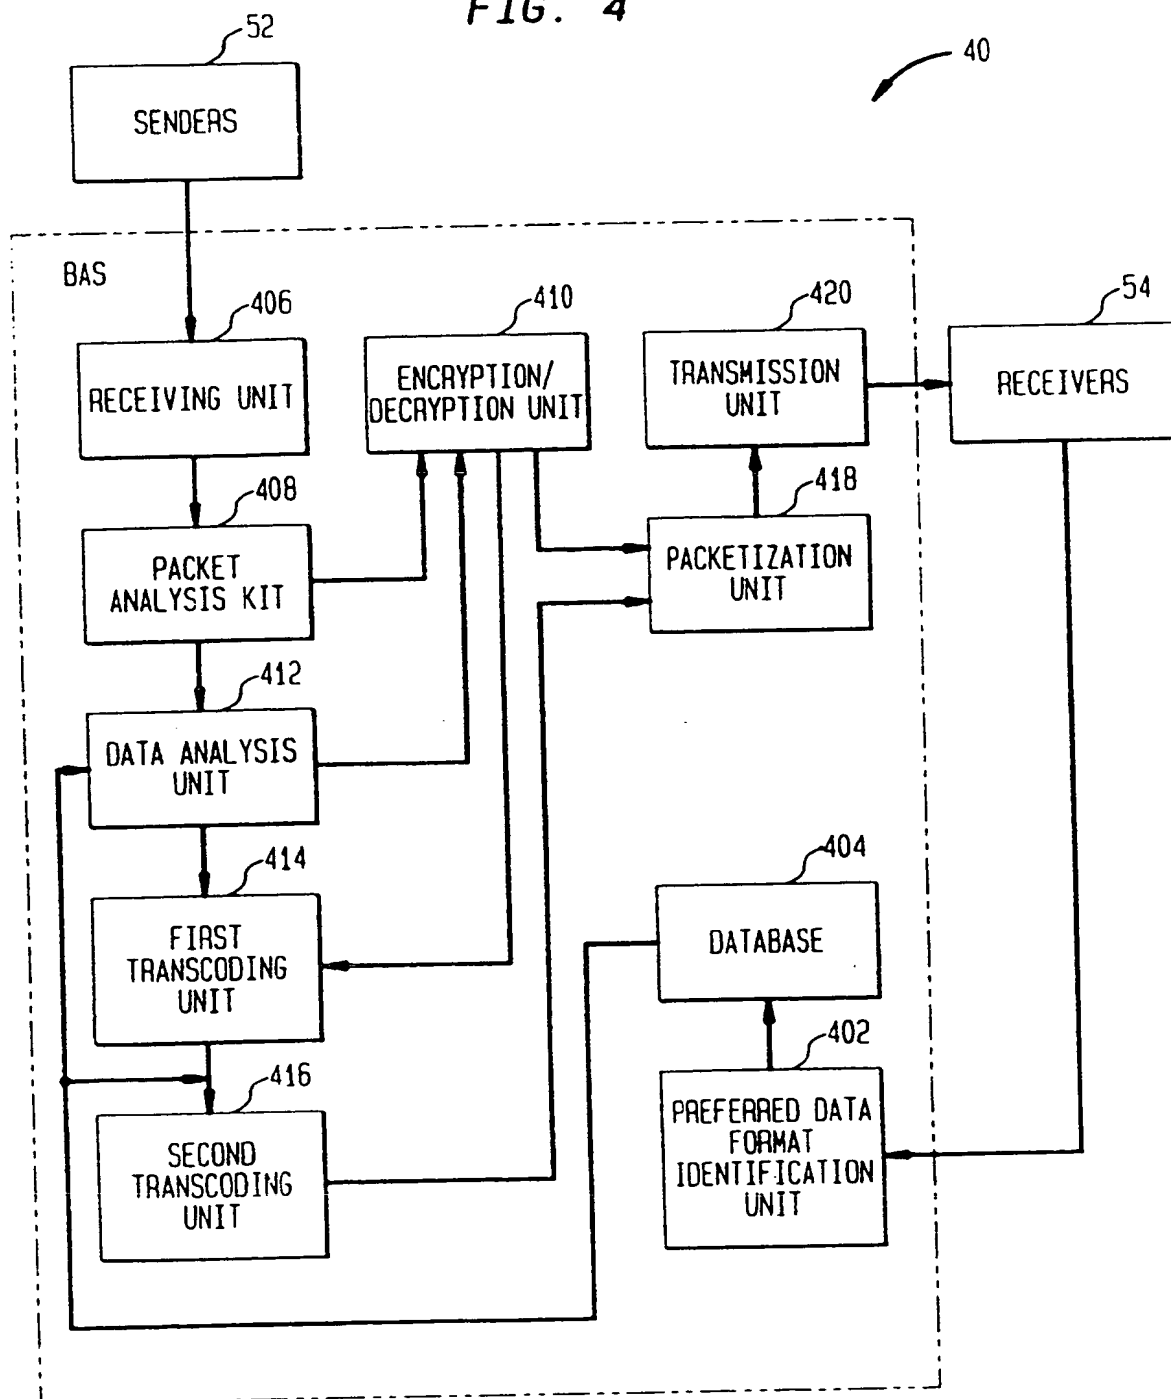 FIG. 4
52
40
SENDERS
BAS
406
410
420
54
RECEIVING UNIT
ENCRYPTION/
DECRYPTION UNIT
TRANSMISSION
UNIT
RECEIVERS
408
418
PACKET
ANALYSIS KIT
PACKETIZATION
UNIT
412
DATA ANALYSIS
UNIT
414
404
FIRST
TRANSCODING
UNIT
DATABASE
402
416
PREFERRED DATA
FORMAT
IDENTIFICATION
UNIT
SECOND
TRANSCODING
UNIT